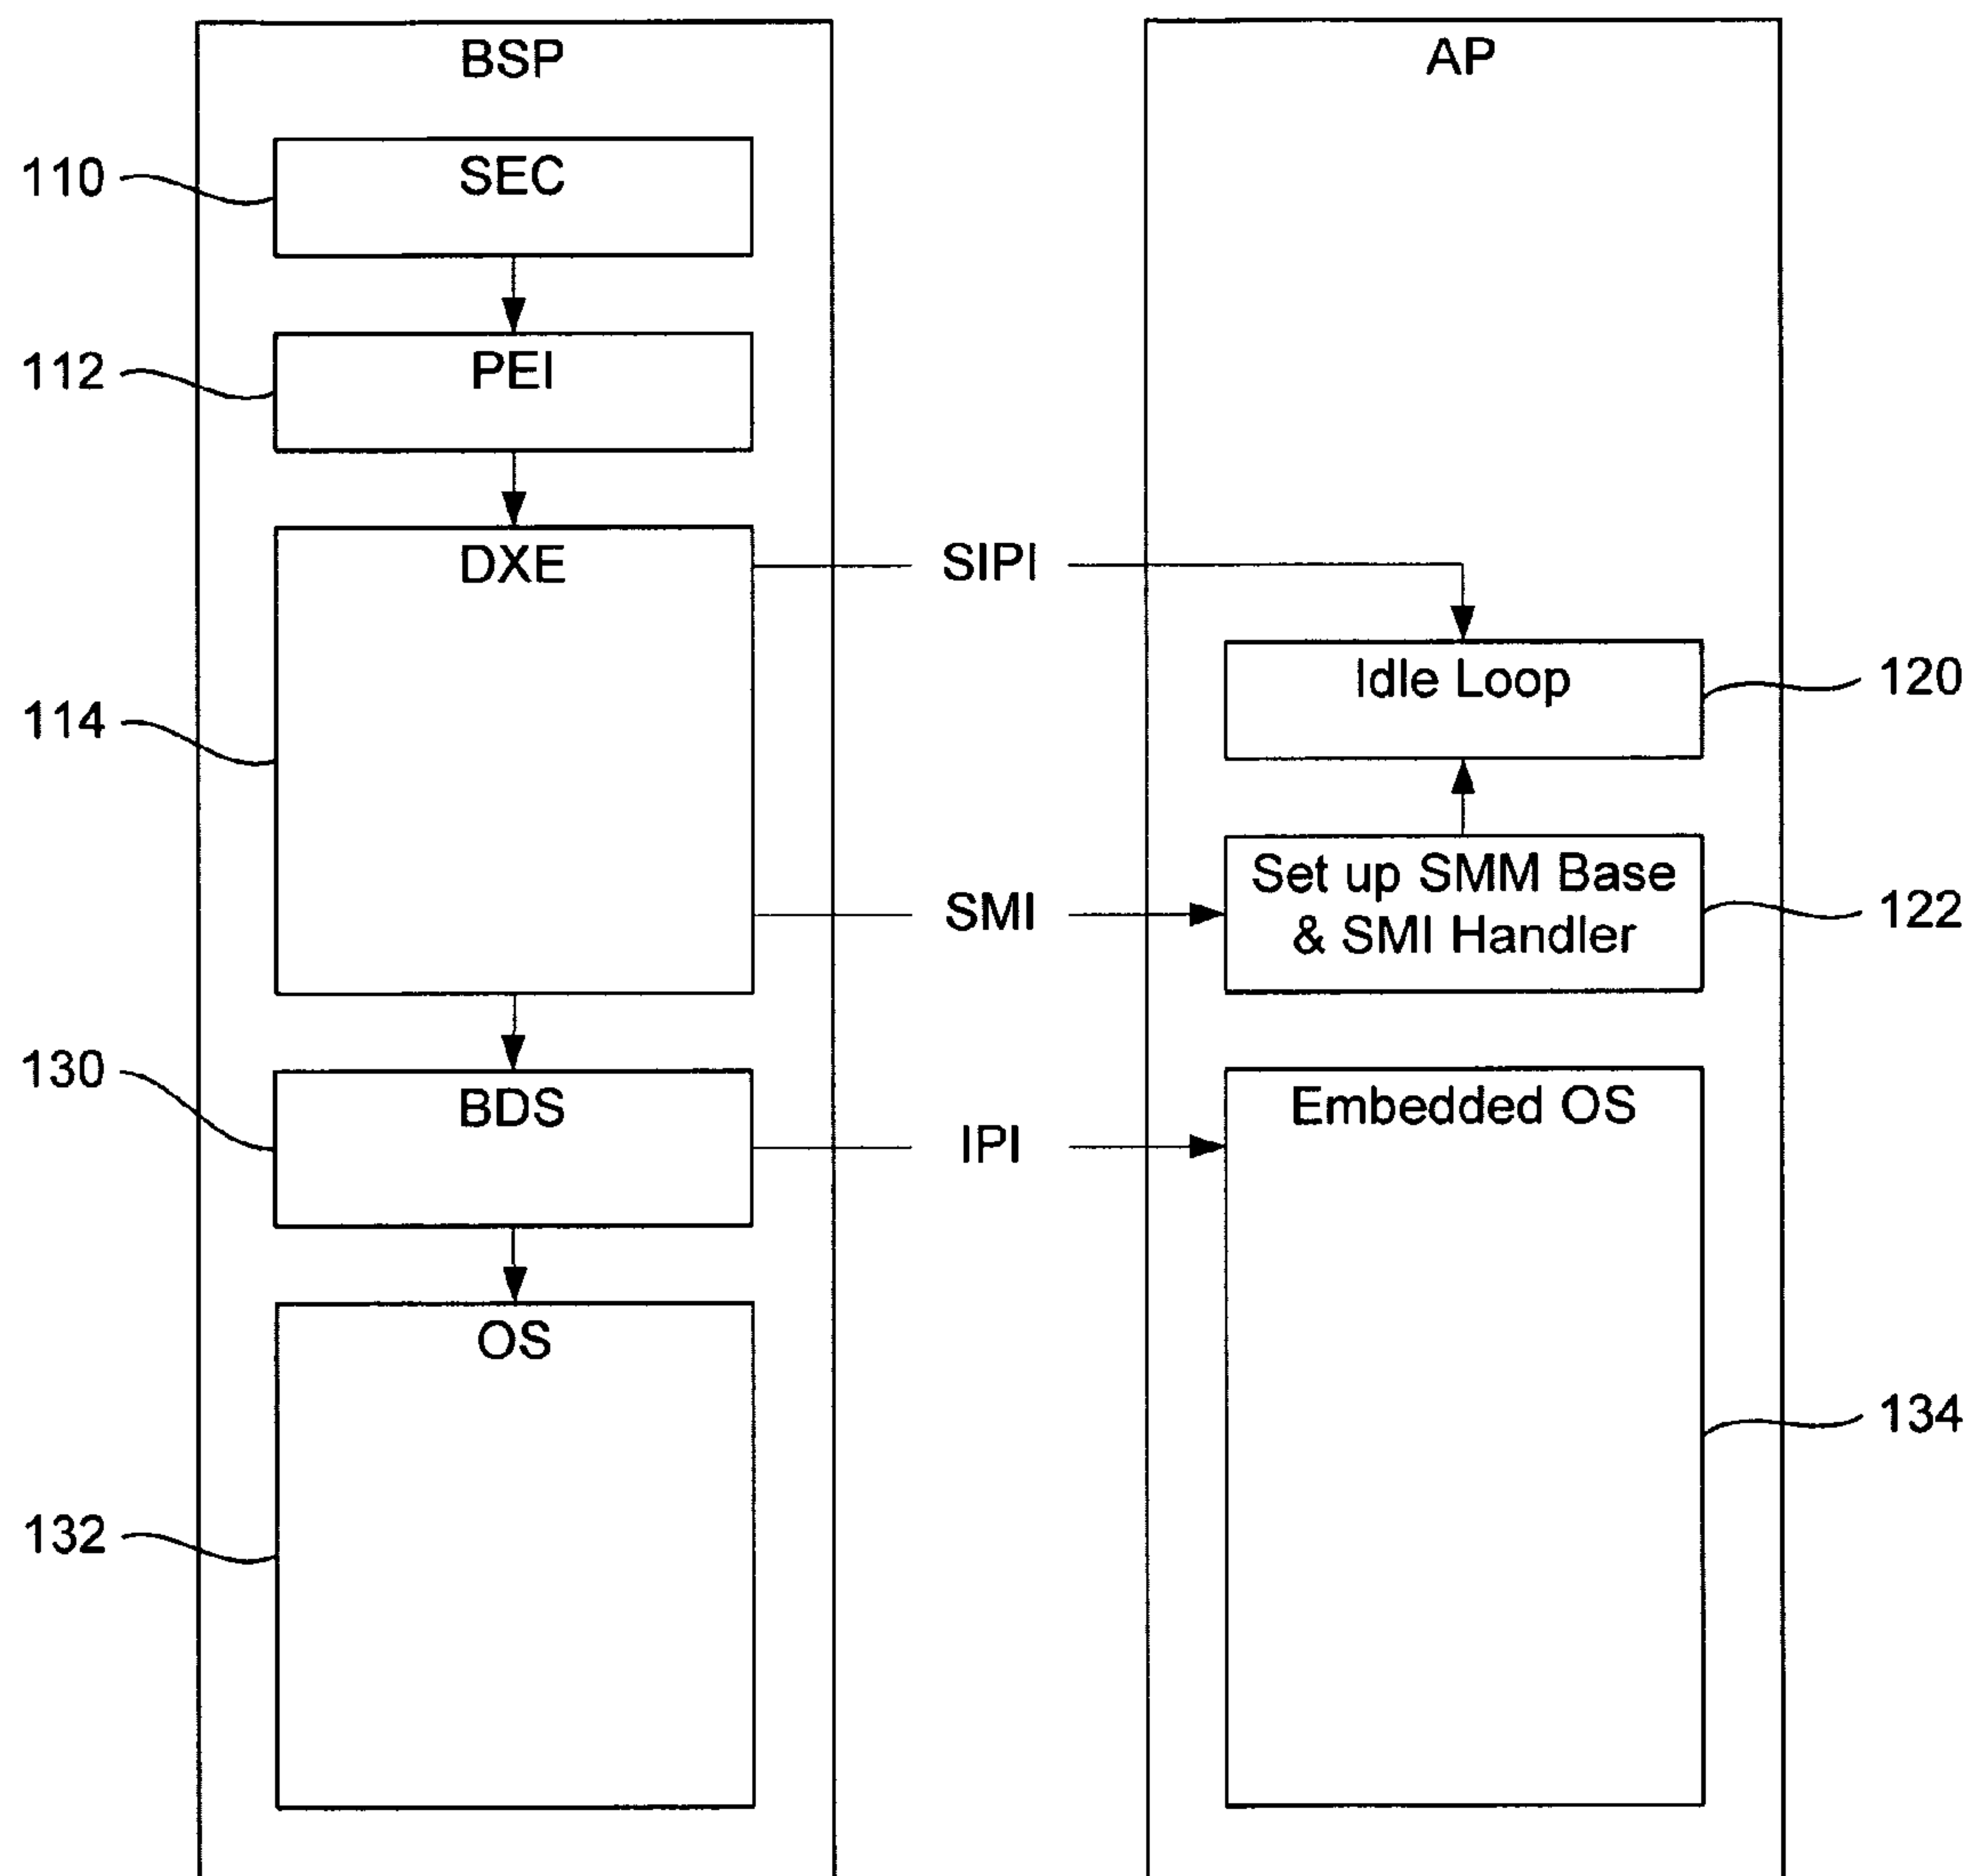 BSP
AP
110
SEC
112
PEI
DXE
SIPI
Idle Loop
120
114
Set up SMM Base
& SMI Handler
SMI
122
130
BDS
Embedded OS
IPI
OS
134
132